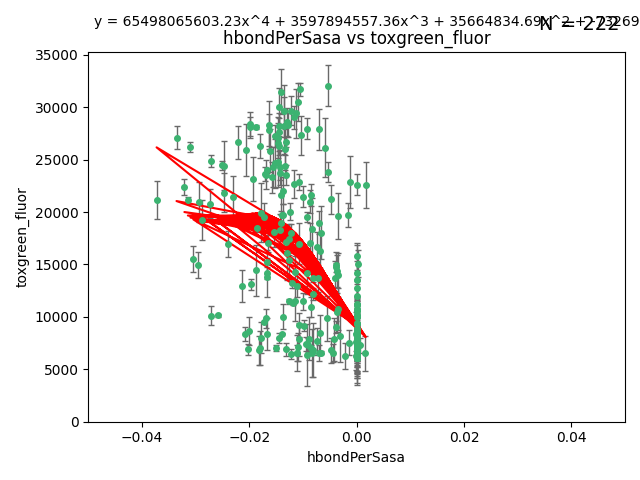 y = 65498065603.23x^4 + 3597894557.36x^3 + 35664834.69x^2 + -73269
N = 222
hbondPerSasa vs toxgreen_fluor
35000
30000
25000
20000
15000
10000
5000
0
toxgreen_fluor
−0.04 −0.02 0.00 0.02 0.04
hbondPerSasa